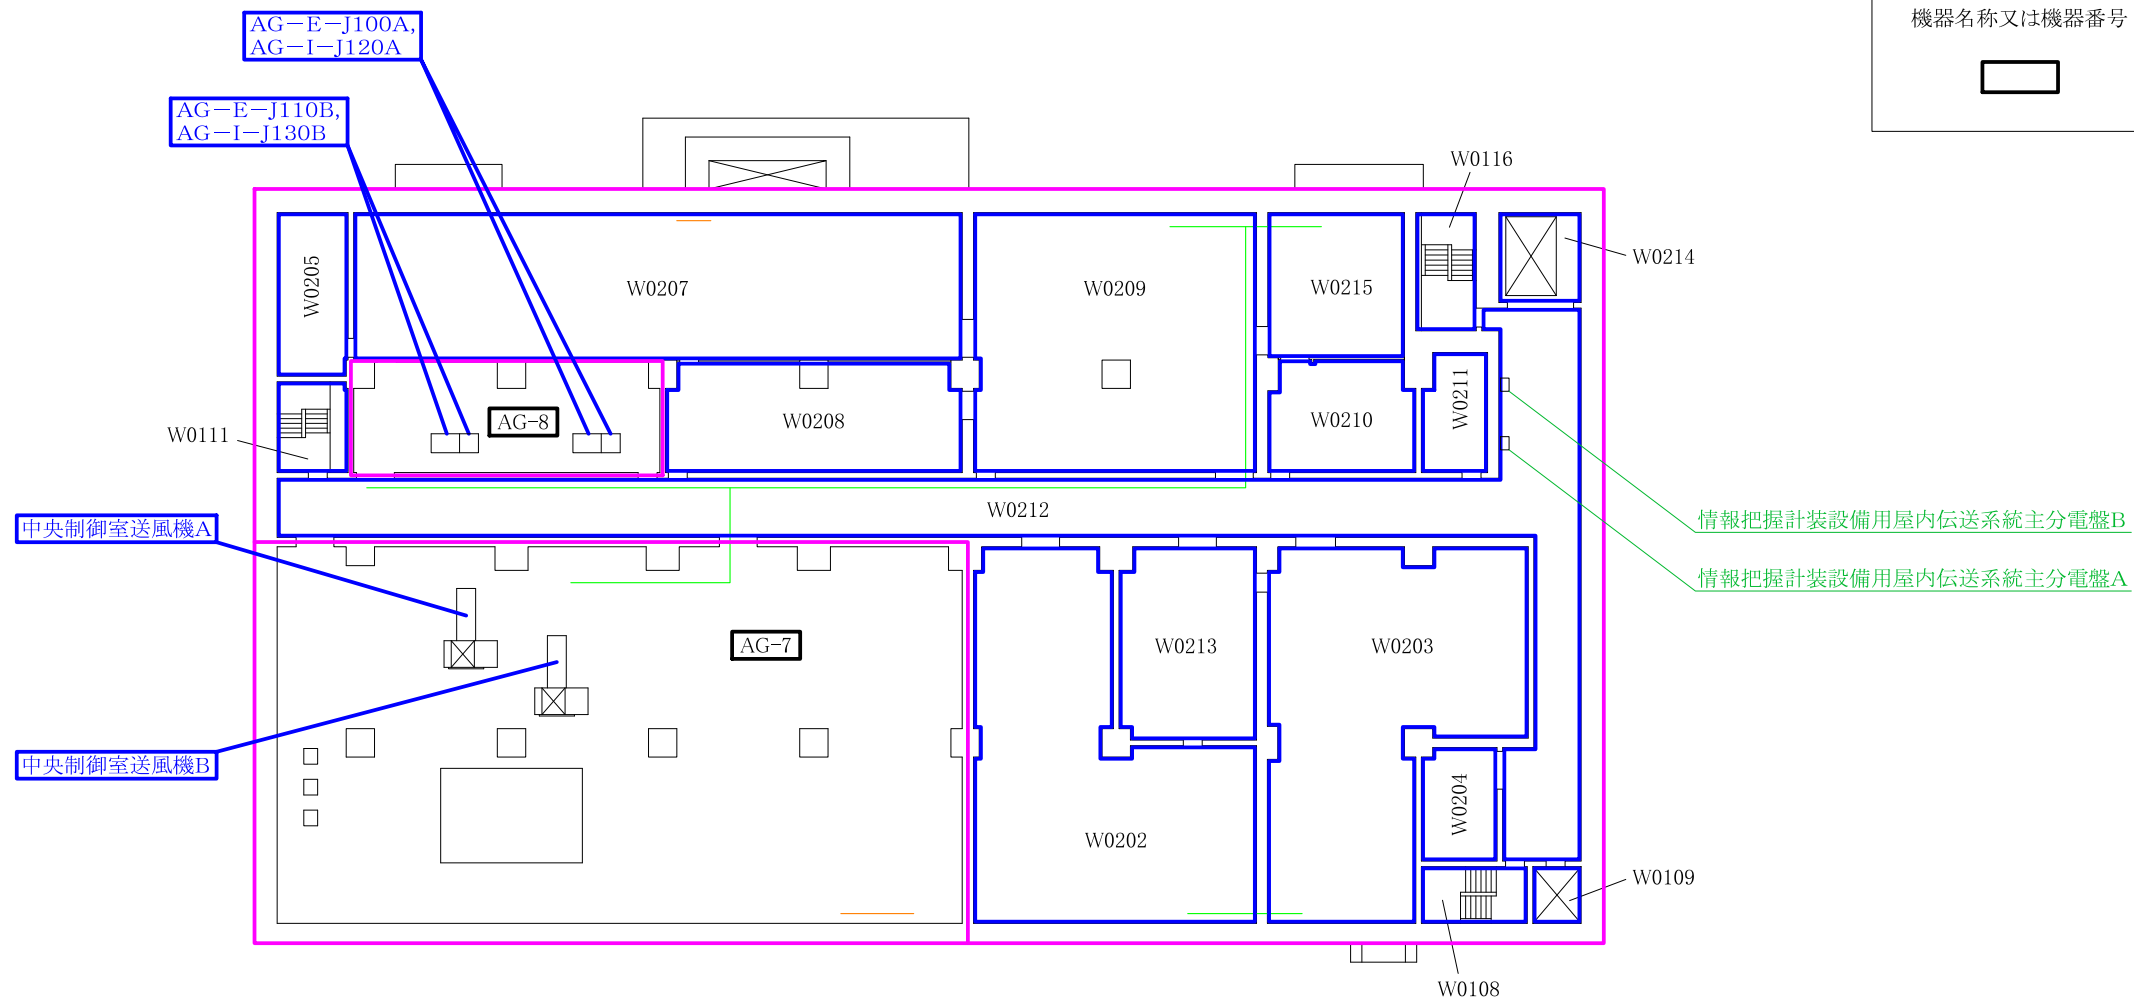 機器名称又は機器番号
AG-E-J100A,
AG-I-J120A
AG-E-J110B,
AG-I-J130B
W0116
W0214
W0205
W0207
W0209
W0215
W0211
W0210
W0208
AG-8
W0111
W0212
情報把握計装設備用屋内伝送系統主分電盤B
中央制御室送風機A
情報把握計装設備用屋内伝送系統主分電盤A
AG-7
W0213
W0203
中央制御室送風機B
W0204
W0202
W0109
W0108